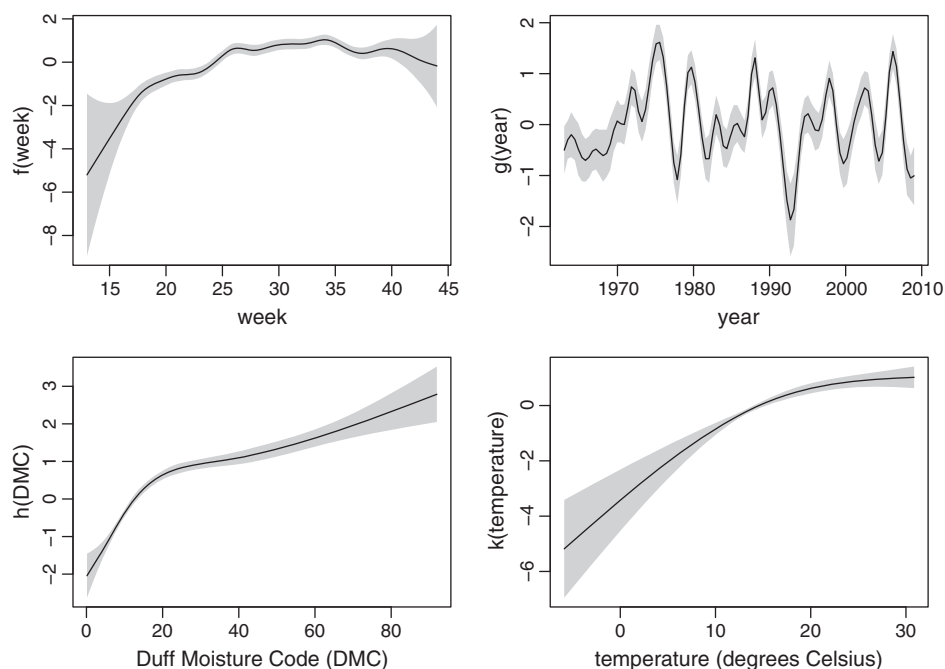 2
0
−2
−4
−6
−8
f(week)
15 20 25 30 35 40 45
week
2
1
0
−1
−2
g(year)
1970 1980 1990 2000 2010
year
3
2
1
0
−1
−2
h(DMC)
0 20 40 60 80
Duff Moisture Code (DMC)
0
−2
−4
−6
k(temperature)
0 10 20 30
temperature (degrees Celsius)